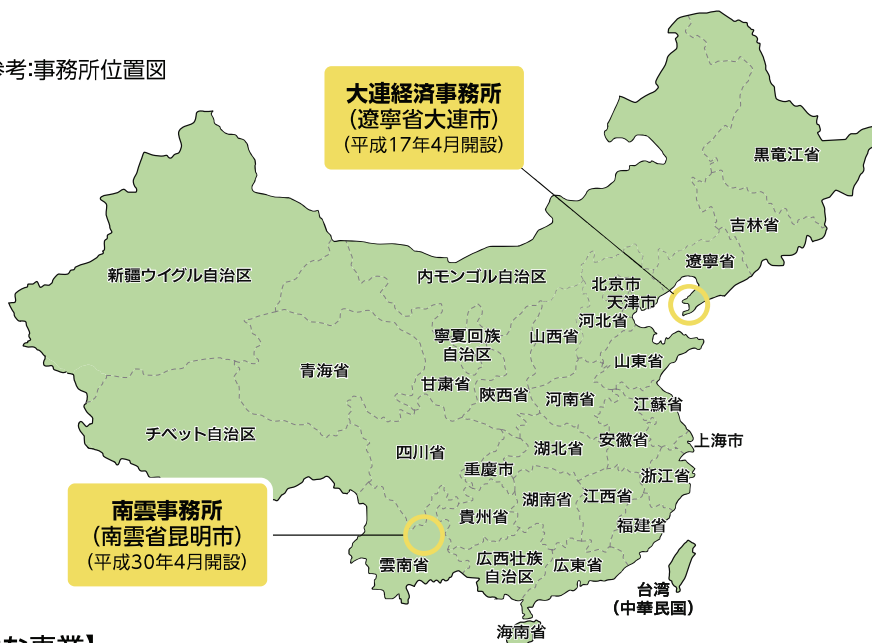 参考:事務所位置図
大連経済事務所
(遼寧省大連市)
(平成17年4月開設)
黒竜江省
吉林省
遼寧省
新疆ウイグル自治区
内モンゴル自治区
北京市
天津市
河北省
寧夏回族
自治区
山西省
山東省
青海省
甘粛省
陝西省
河南省
江蘇省
チベット自治区
四川省
湖北省
安徽省
上海市
重慶市
浙江省
湖南省
江西省
貴州省
福建省
南雲事務所
(南雲省昆明市)
(平成30年4月開設)
雲南省
広西壮族
自治区
広東省
台湾
(中華民国)
海南省
な事業】